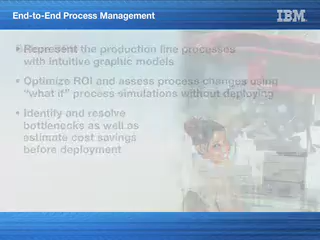 End-to-End Process Management
IBM
• Represent the production line processes
with intuitive graphic models
• Optimize ROI and assess process changes using
"what if" process simulations without deploying
• Identify and resolve
bottlenecks as well as
estimate cost savings
before deployment